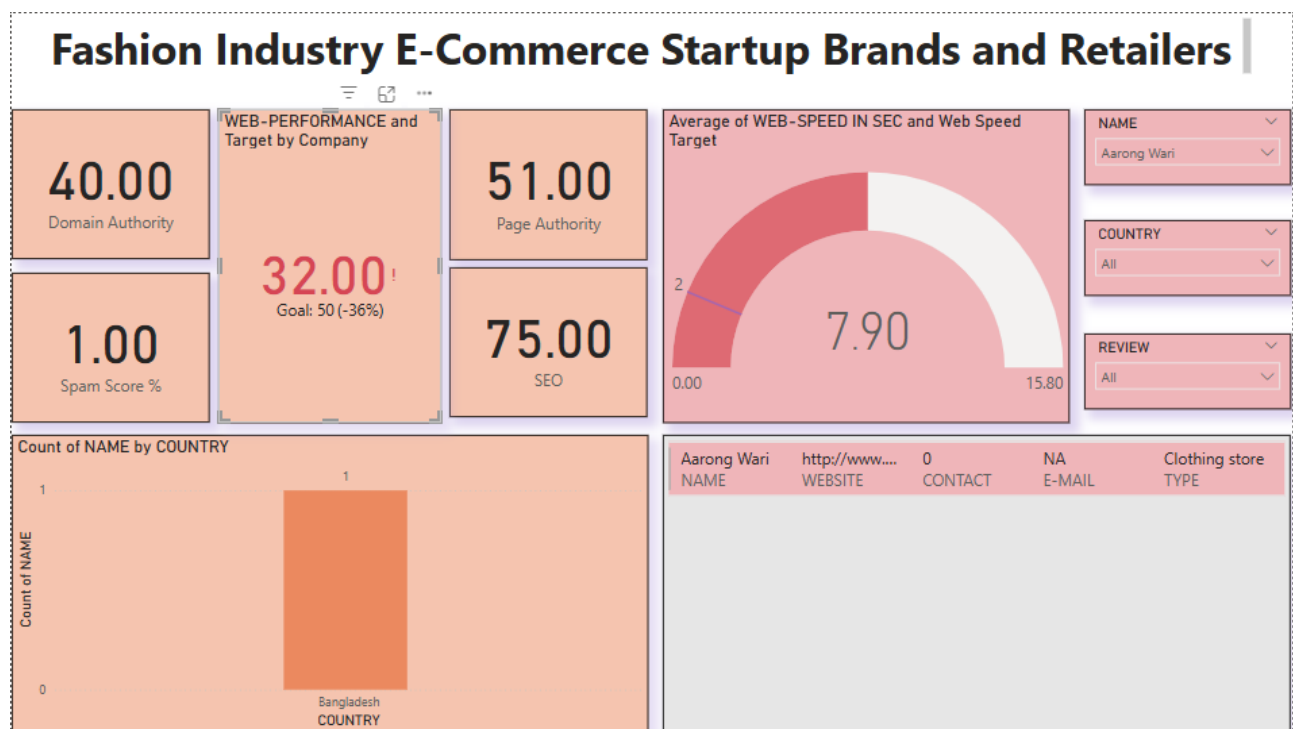 Fashion Industry E-Commerce Startup Brands and Retailers
40.00
Domain Authority
WEB-PERFORMANCE and
Target by Company
32.00!
Goal: 50 (-36%)
51.00
Page Authority
1.00
Spam Score %
75.00
SEO
Average of WEB-SPEED IN SEC and Web Speed
Target
2
7.90
0.00
15.80
NAME
Aarong Wari
COUNTRY
All
REVIEW
All
Count of NAME by COUNTRY
1
1
Count of NAME
0
Bangladesh
COUNTRY
Aarong Wari http://www.... 0 NA Clothing store
NAME WEBSITE CONTACT E-MAIL TYPE